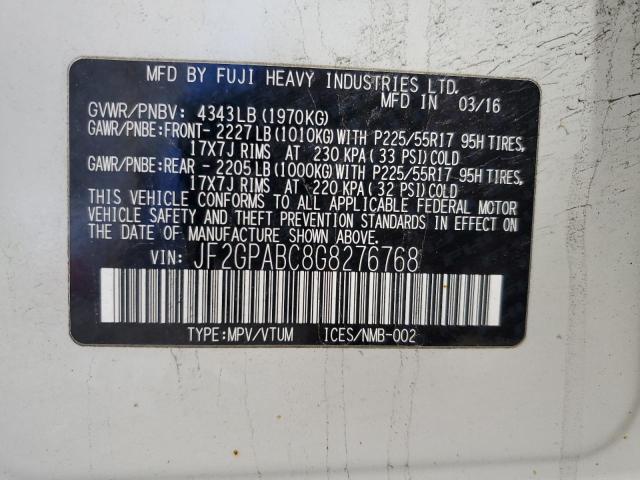 MFD BY FUJI HEAVY INDUSTRIES LTD.
MFD IN 03/16
GVWR/PNBV: 4343LB (1970KG)
GAWR/PNBE:FRONT- 2227LB (1010KG) WITH P225/55R17 95H TIRES,
17X7J RIMS AT 230 KPA ( 33 PSI) COLD
GAWR/PNBE:REAR - 2205LB (1000KG) WITH P225/55R17 95H TIRES,
17X7J RIMS AT 220 KPA ( 32 PSI) COLD
THIS VEHICLE CONFORMS TO ALL APPLICABLE FEDERAL MOTOR
VEHICLE SAFETY AND THEFT PREVENTION STANDARDS IN EFFECT ON
THE DATE OF MANUFACTURE SHOWN ABOVE
VIN: JF2GPABC8G8276768
TYPE:MPV/VTUM ICES/NMB-002